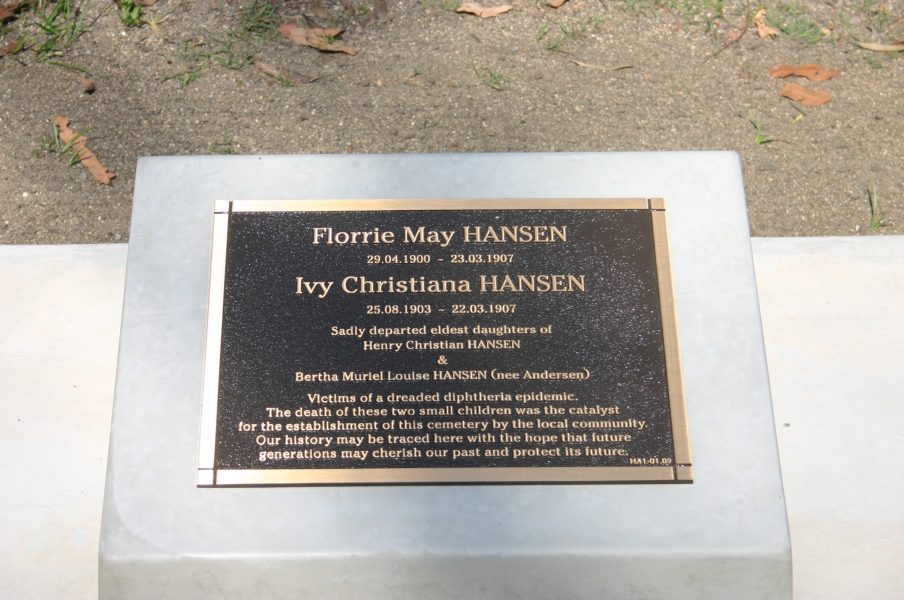 Florrie May HANSEN
29.04.1900 - 23.03.1907
Ivy Christiana HANSEN
25.08.1903 ~ 22.03.1907
Sadly departed eldest daughters of
Henry Christian HANSEN
&
Bertha Muriel Louise HANSEN (nee Andersen)
Victims of a dreaded diphtheria epidemic.
The death of these two small children was the catalyst
for the establishment of this cemetery by the local community.
Our history may be traced here with the hope that future
generations may cherish our past and protect its future.
HA1-01.09